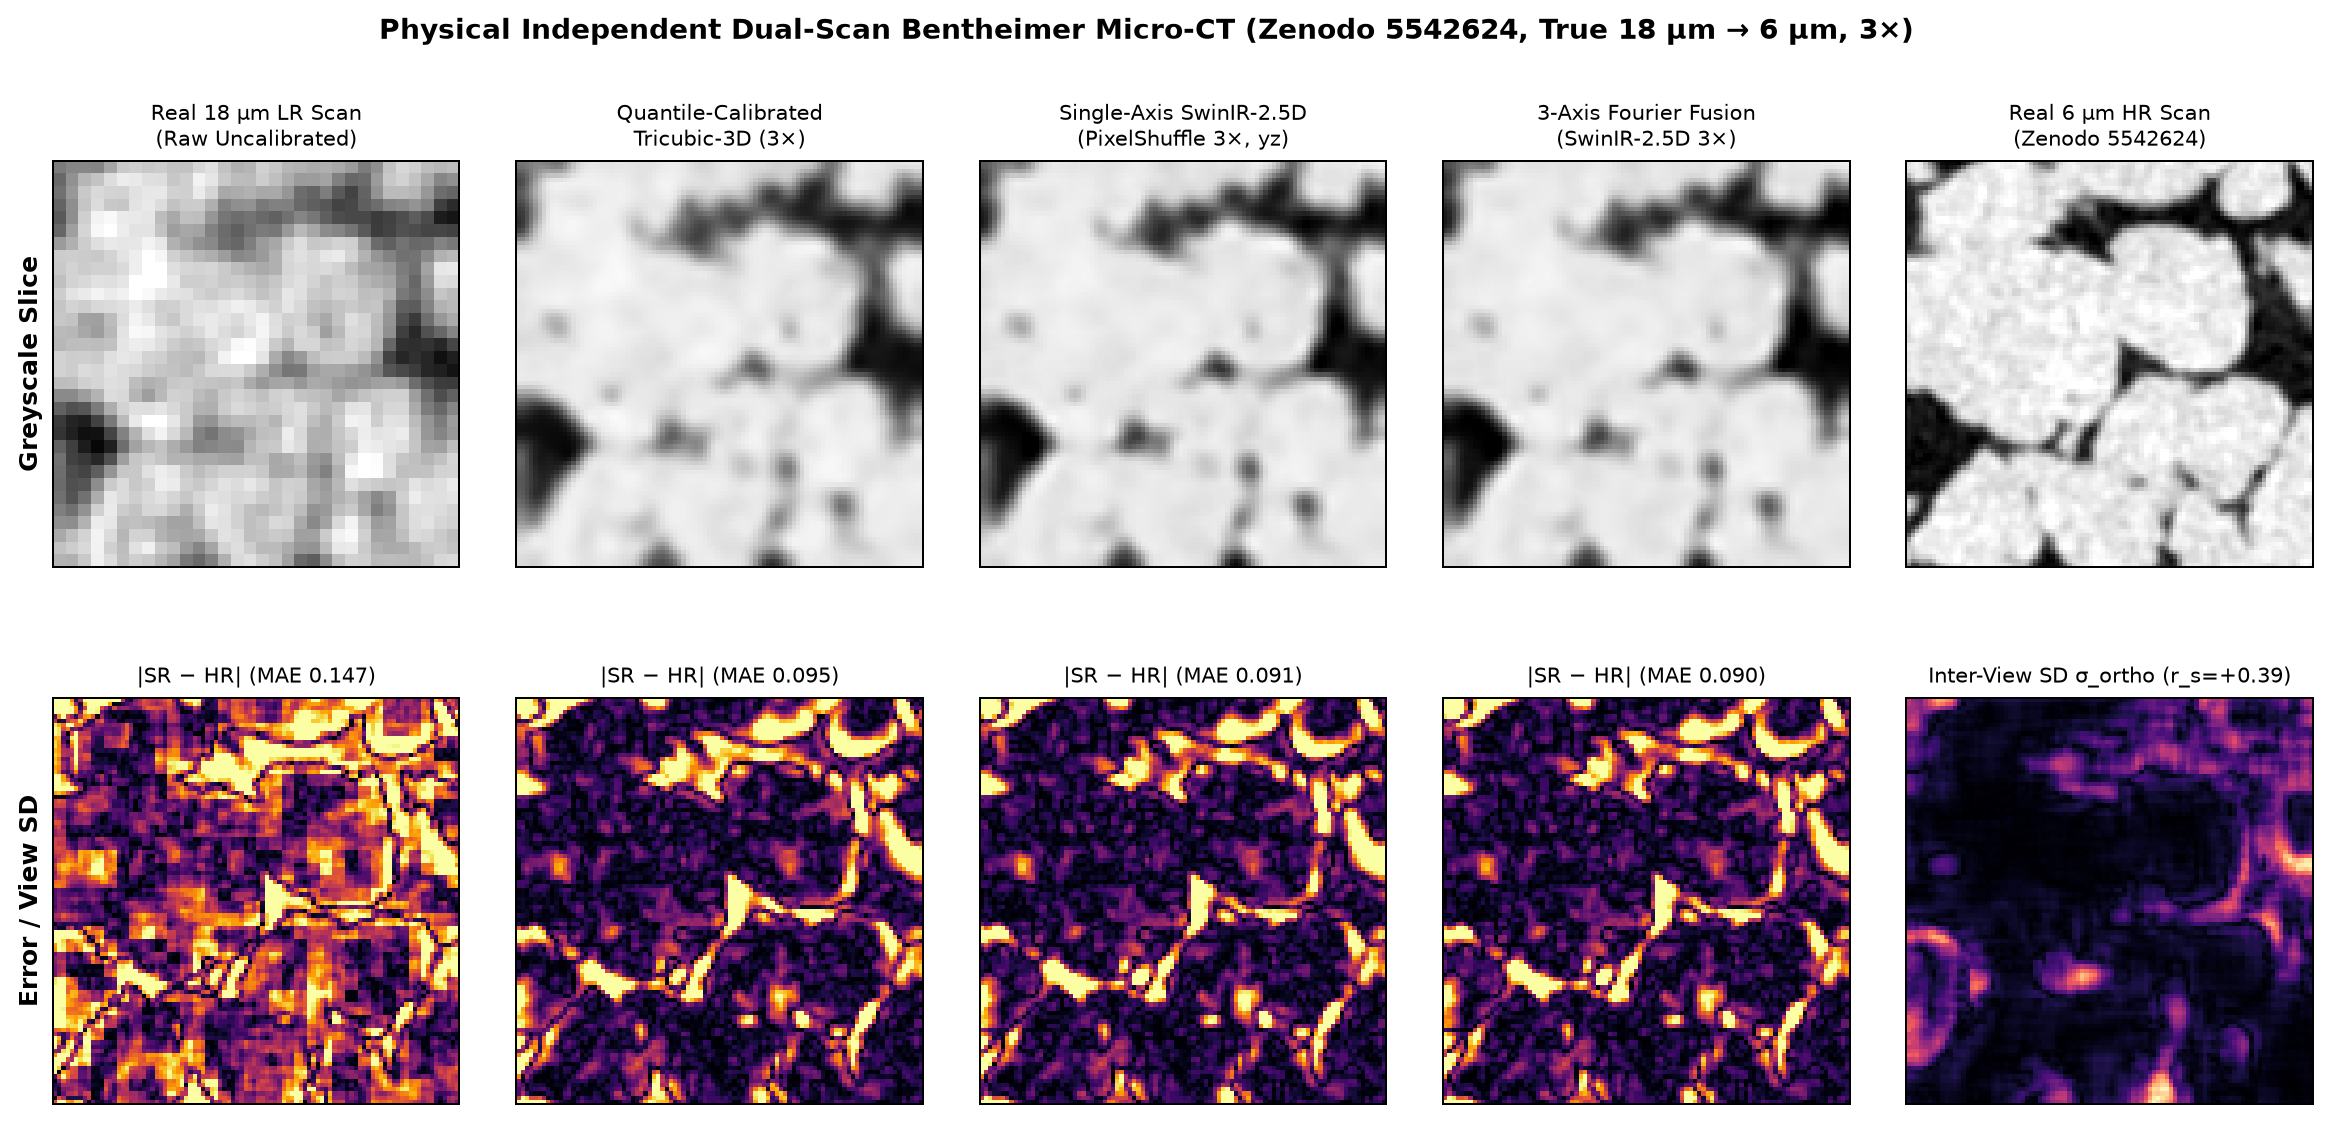 Physical Independent Dual-Scan Bentheimer Micro-CT (Zenodo 5542624, True 18 μm → 6 μm, 3×)
Real 18 μm LR Scan
(Raw Uncalibrated)
Quantile-Calibrated
Tricubic-3D (3×)
Single-Axis SwinIR-2.5D
(PixelShuffle 3×, yz)
3-Axis Fourier Fusion
(SwinIR-2.5D 3×)
Real 6 μm HR Scan
(Zenodo 5542624)
Greyscale Slice
|SR − HR| (MAE 0.147)
|SR − HR| (MAE 0.095)
|SR − HR| (MAE 0.091)
|SR − HR| (MAE 0.090)
Inter-View SD σ_ortho (r_s=+0.39)
Error / View SD